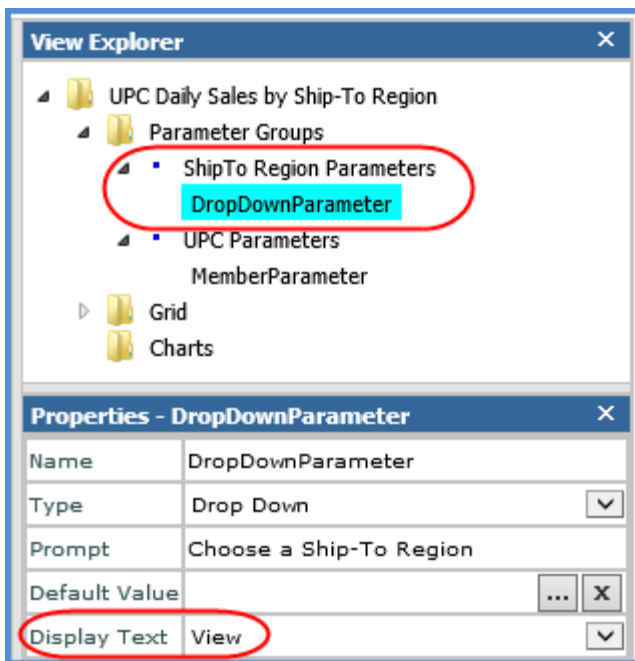 View Explorer
UPC Daily Sales by Ship-To Region
Parameter Groups
ShipTo Region Parameters
DropDownParameter
UPC Parameters
MemberParameter
Grid
Charts
Properties - DropDownParameter
Name DropDownParameter
Type Drop Down
Prompt Choose a Ship-To Region
Default Value ... x
Display Text View